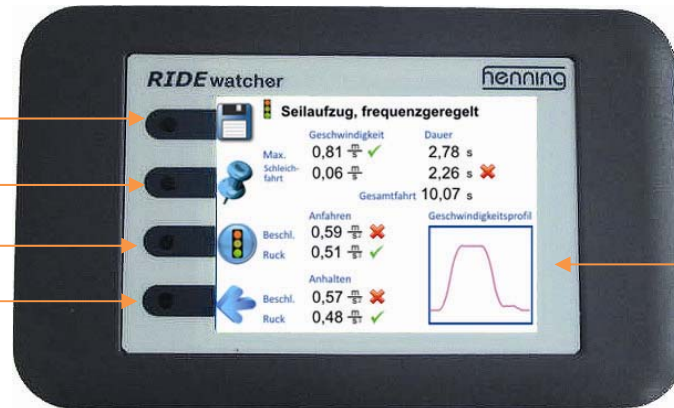 RIDE watcher
henning
Seilaufzug, frequenzgeregelt
Geschwindigkeit Dauer
Max. 0,81 m/s 2,78 s
Schleich-
fahrt 0,06 m/s 2,26 s
Gesamtfahrt 10,07 s
Anfahren Geschwindigkeitsprofil
Beschl. 0,59 m/s²
Ruck 0,51 m/s³
Anhalten
Beschl. 0,57 m/s²
Ruck 0,48 m/s³